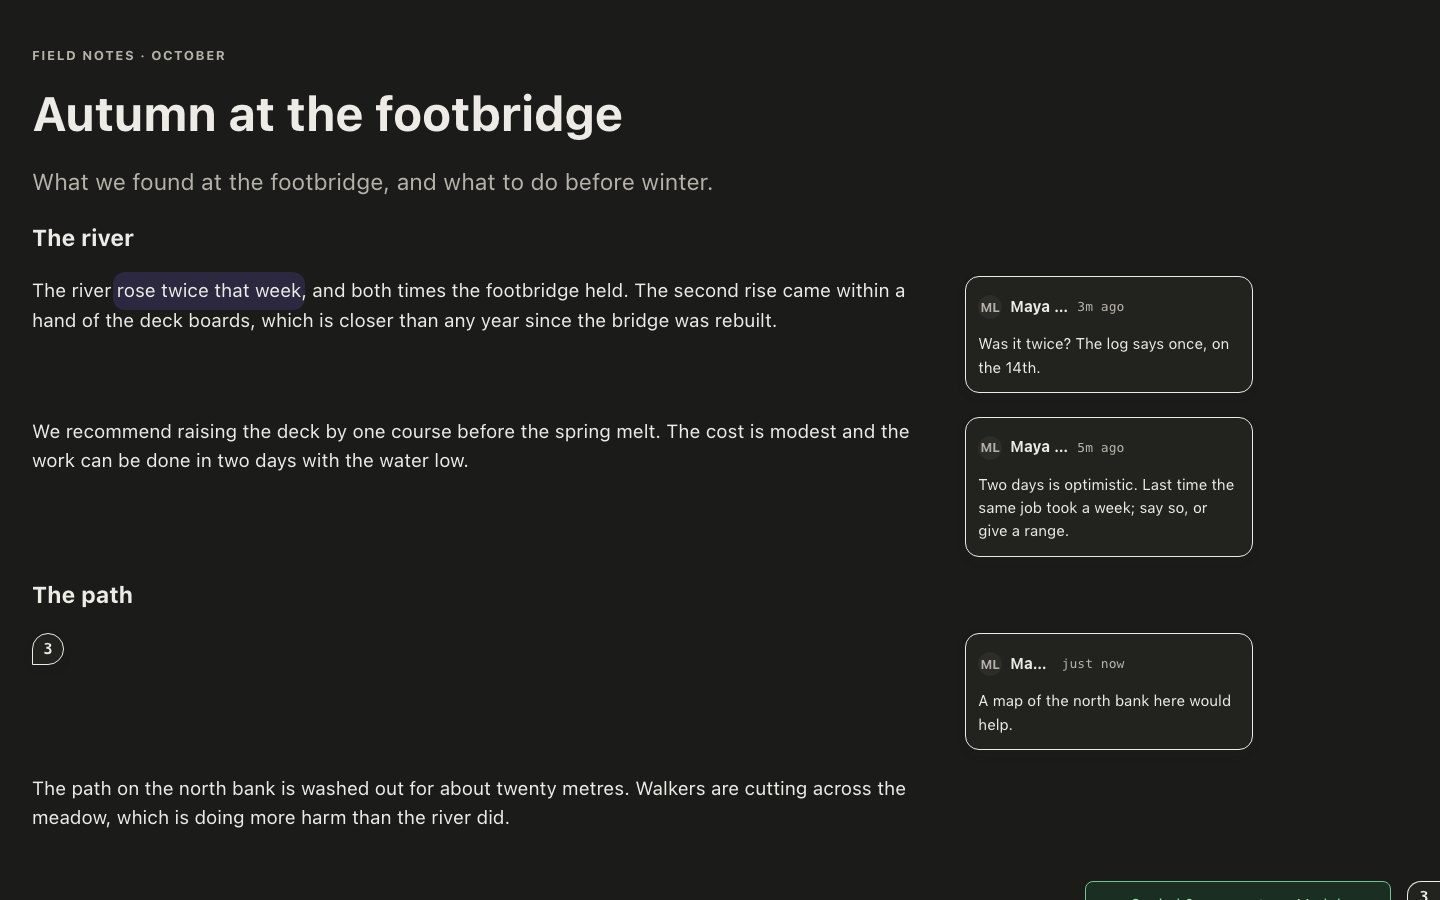 FIELD NOTES · OCTOBER
Autumn at the footbridge
What we found at the footbridge, and what to do before winter.
The river
The river rose twice that week, and both times the footbridge held. The second rise came within a
hand of the deck boards, which is closer than any year since the bridge was rebuilt.
ML Maya ... 3m ago
Was it twice? The log says once, on
the 14th.
We recommend raising the deck by one course before the spring melt. The cost is modest and the
work can be done in two days with the water low.
ML Maya ... 5m ago
Two days is optimistic. Last time the
same job took a week; say so, or
give a range.
The path
3
ML Ma... just now
A map of the north bank here would
help.
The path on the north bank is washed out for about twenty metres. Walkers are cutting across the
meadow, which is doing more harm than the river did.
3